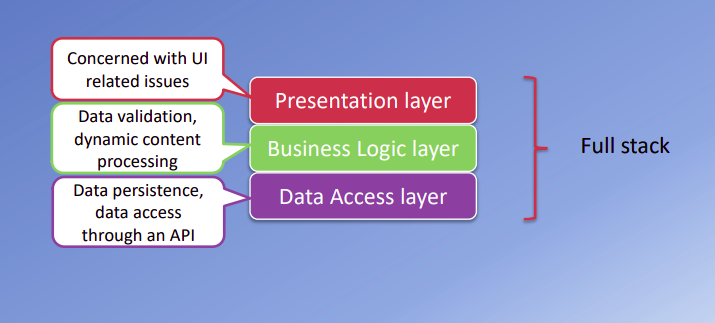 Concerned with UI
related issues
Presentation layer
Data validation,
dynamic content
processing
Business Logic layer
Full stack
Data persistence,
data access
through an API
Data Access layer